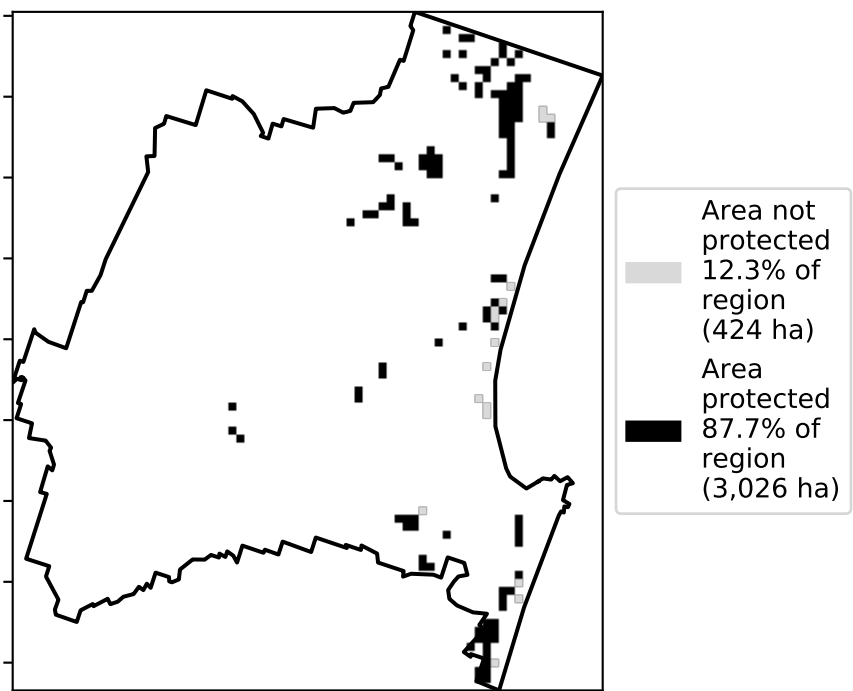 Area not
protected
12.3% of
region
(424 ha)
Area
protected
87.7% of
region
(3,026 ha)